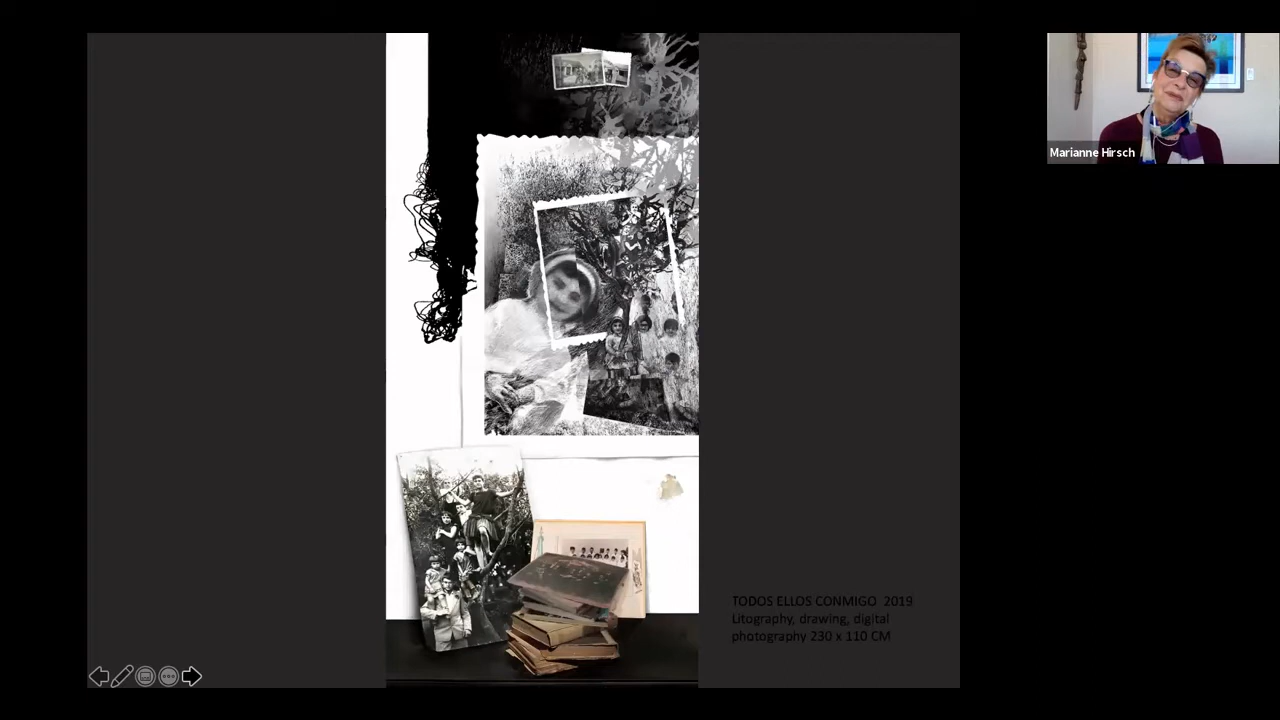 Marianne Hirsch
TODOS ELLOS CONMIGO 2019
Litography, drawing, digital
photography 230 x 110 CM